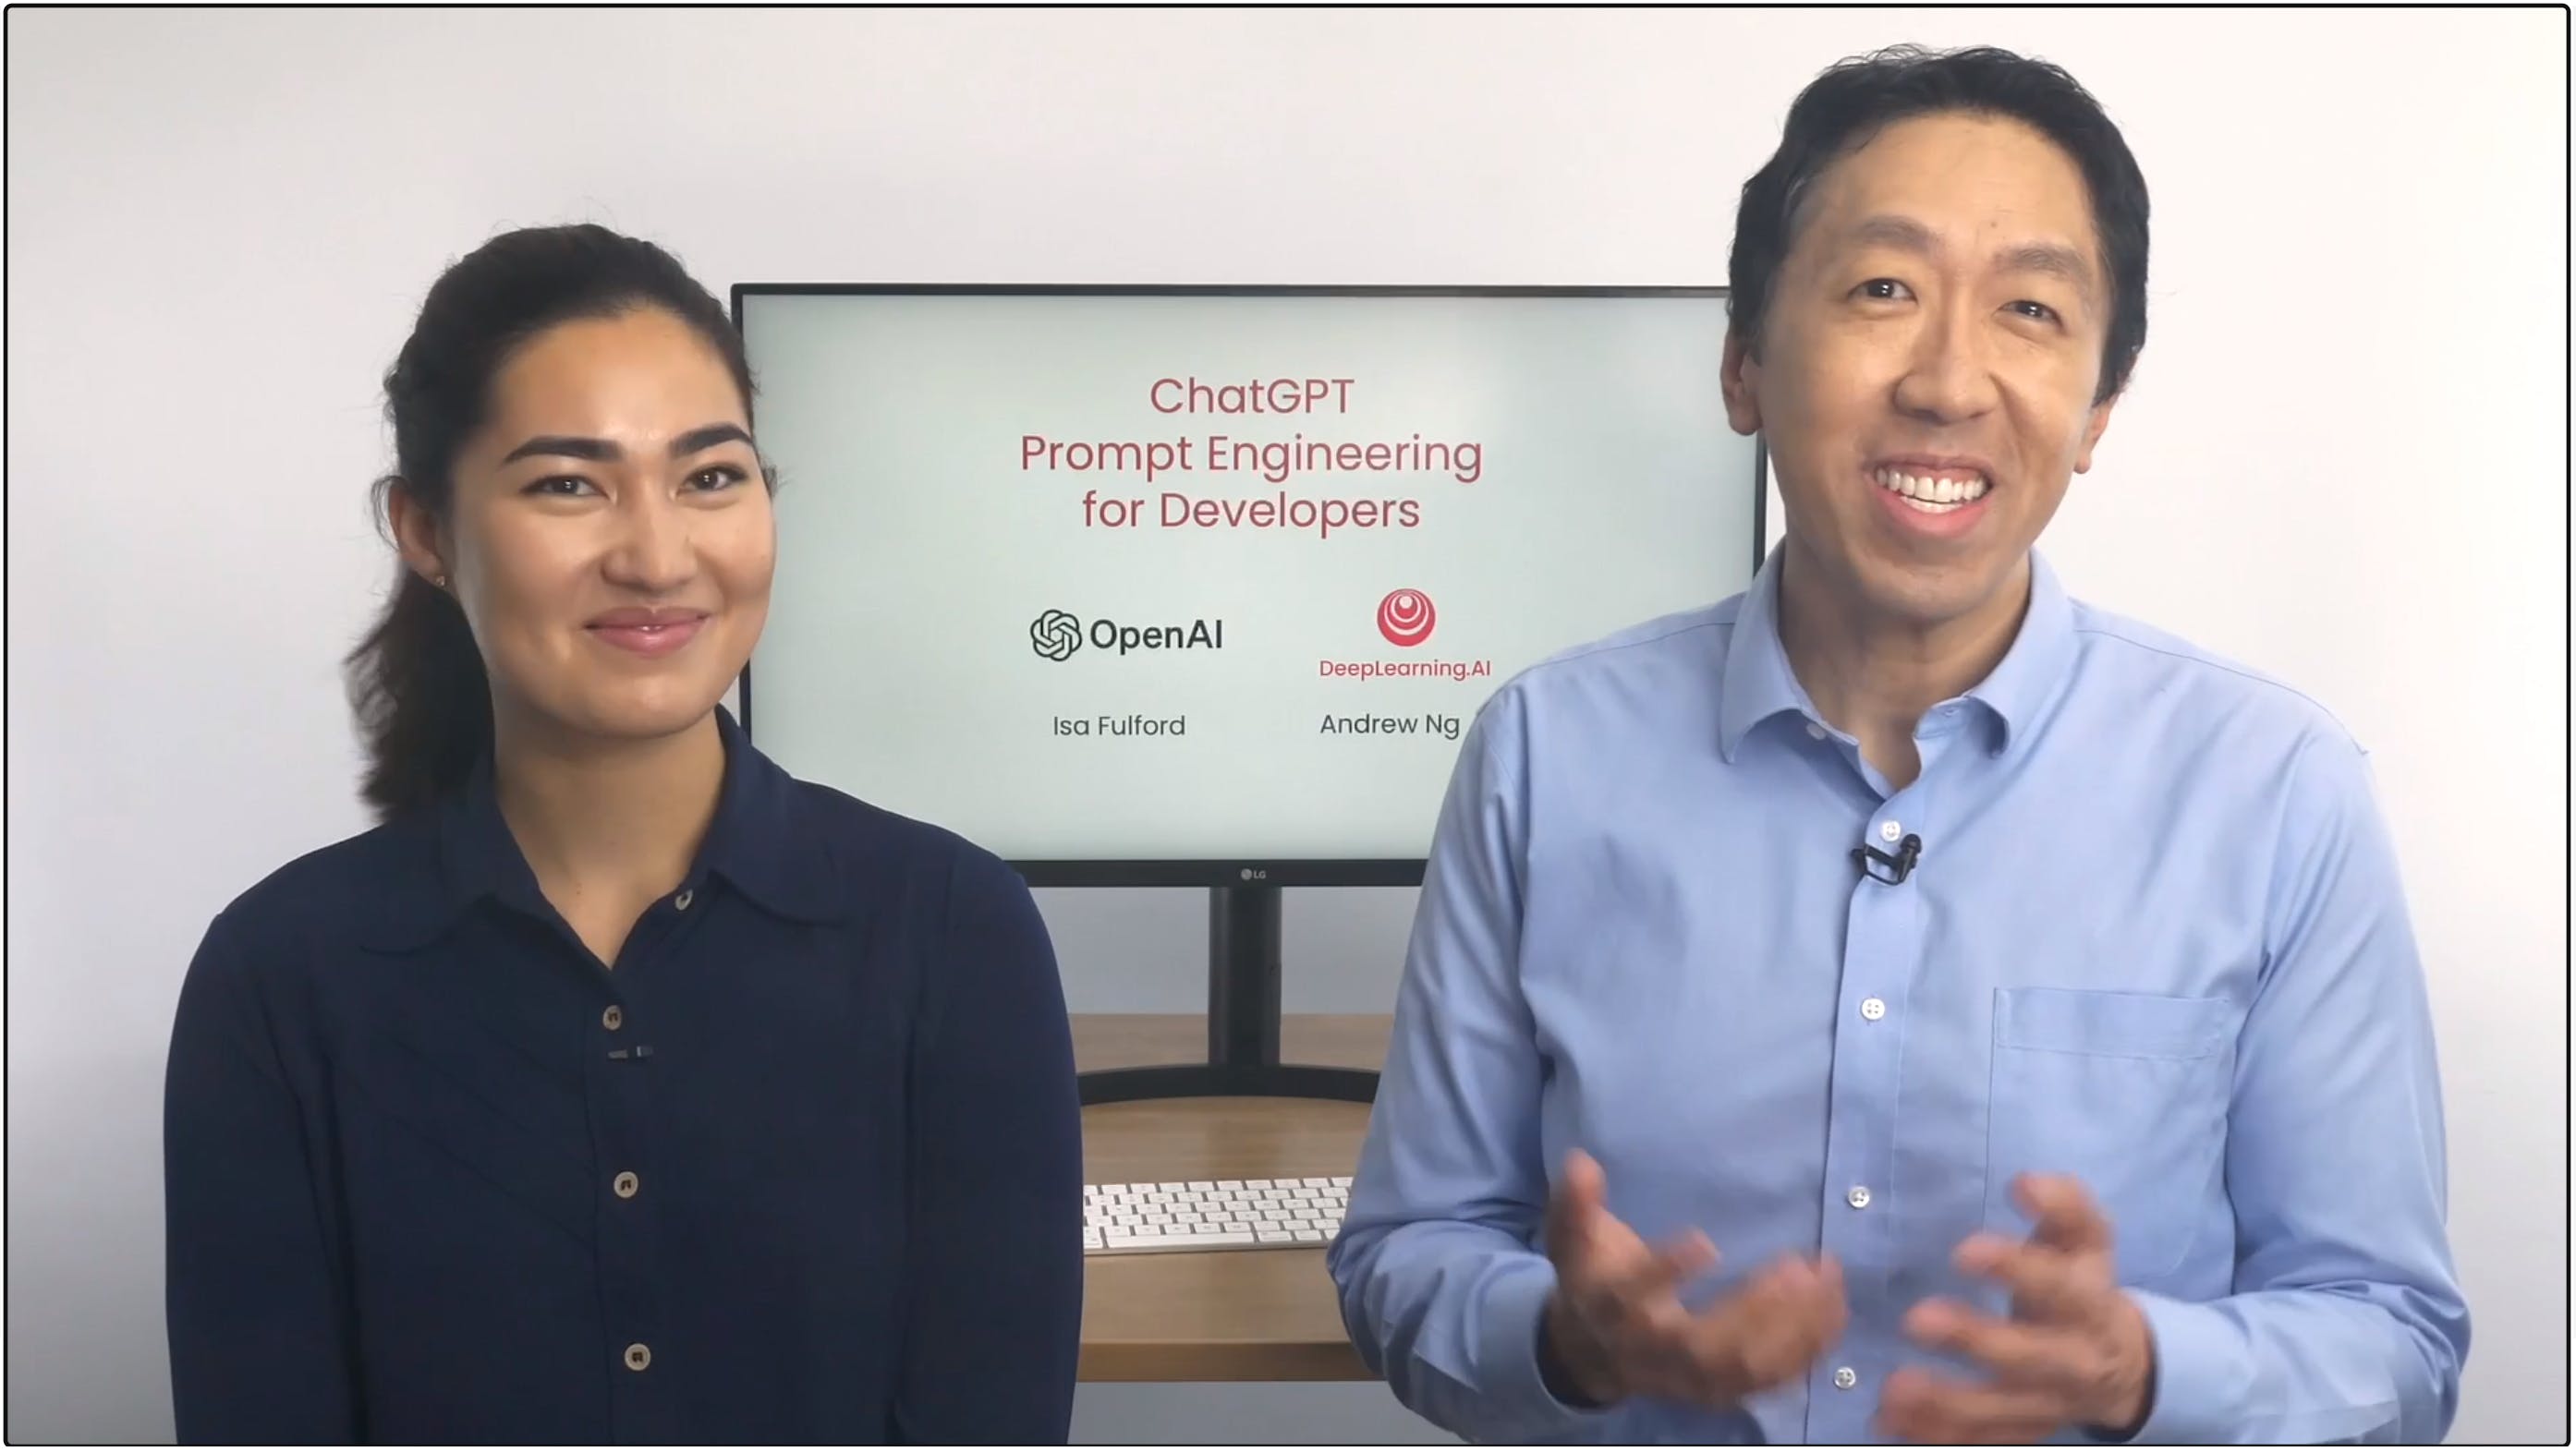 ChatGPT
Prompt Engineering
for Developers
OpenAI
DeepLearning.AI
Isa Fulford
Andrew Ng
LG